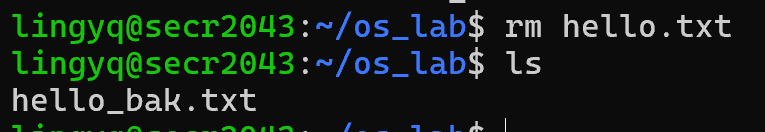 lingyq@secr2043:~/os_lab$ rm hello.txt
lingyq@secr2043:~/os_lab$ ls
hello_bak.txt